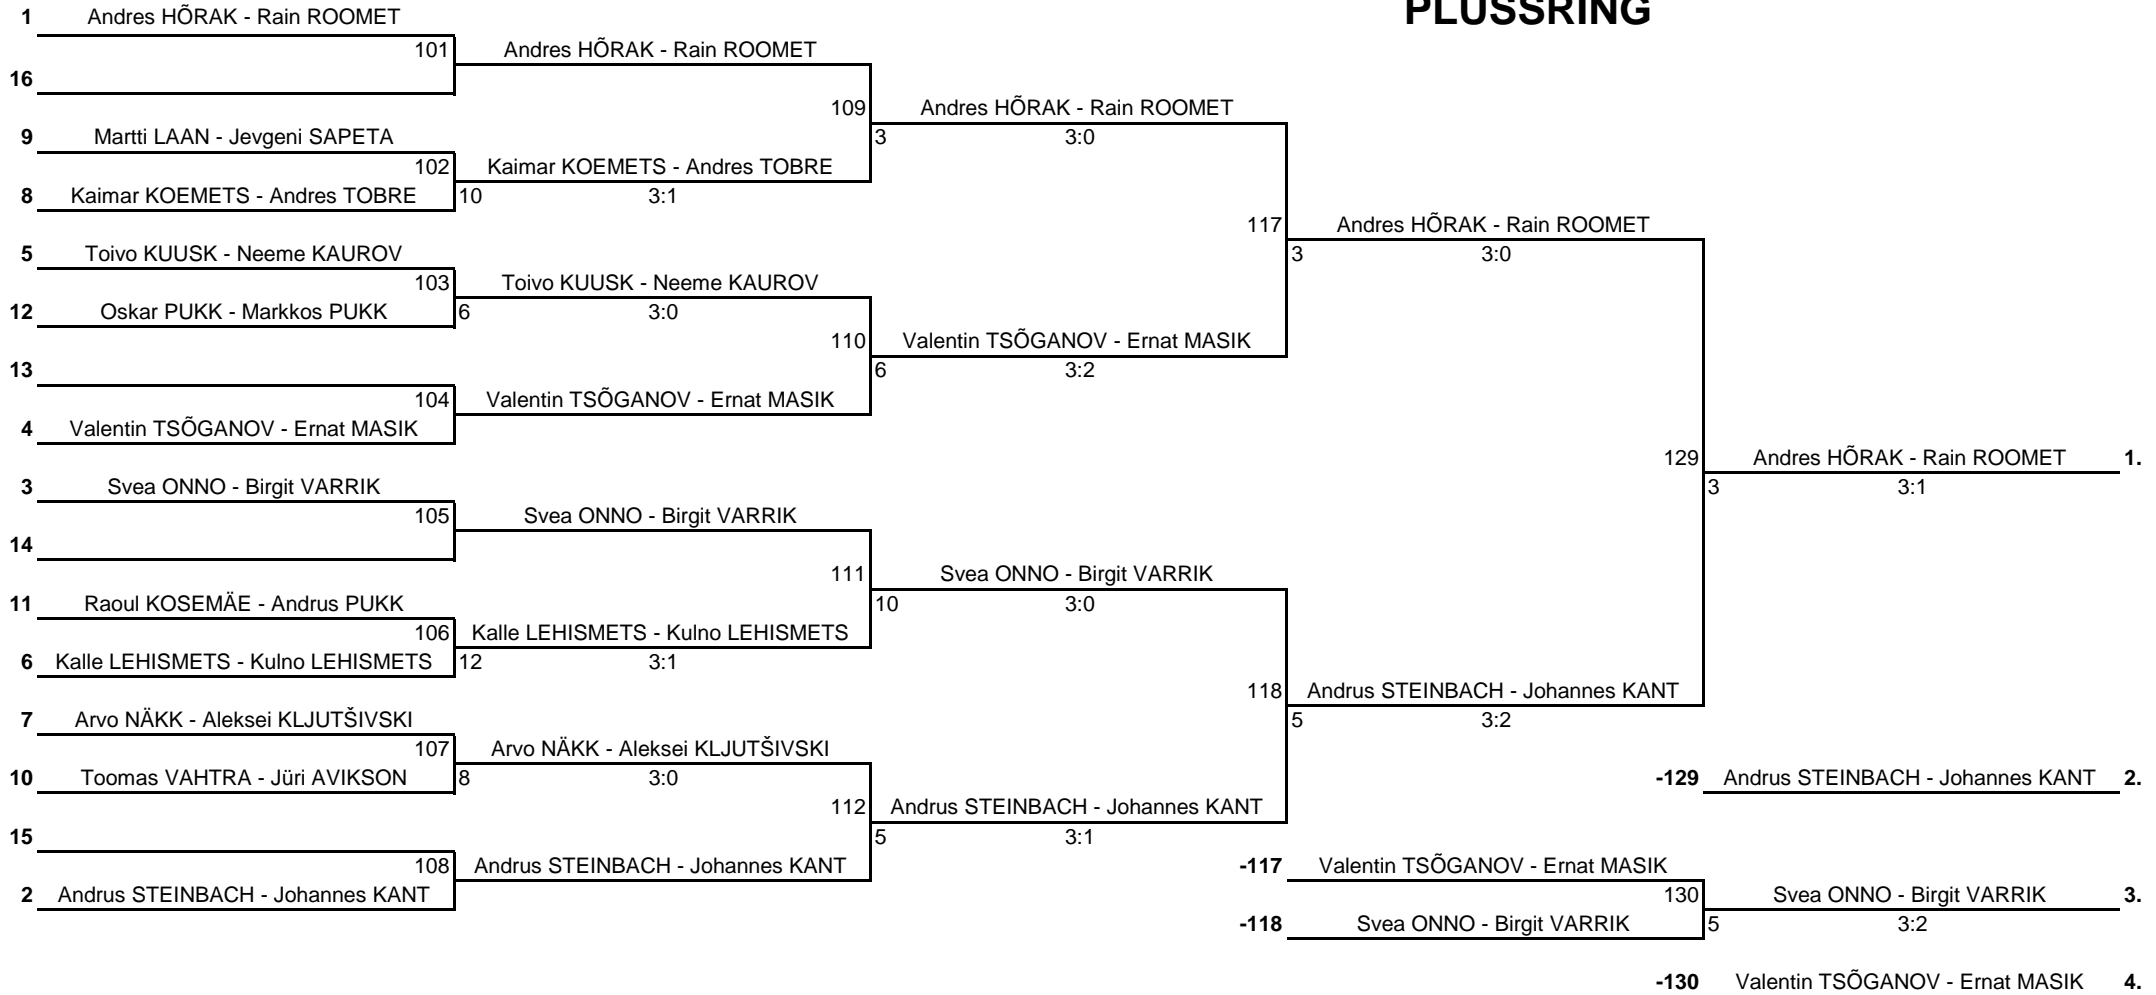 PLUSSRING
1 Andres HÕRAK - Rain ROOMET
101 Andres HÕRAK - Rain ROOMET
16
109 Andres HÕRAK - Rain ROOMET
9 Martti LAAN - Jevgeni SAPETA
3 3:0
102 Kaimar KOEMETS - Andres TOBRE
8 Kaimar KOEMETS - Andres TOBRE
10 3:1
117 Andres HÕRAK - Rain ROOMET
5 Toivo KUUSK - Neeme KAUROV
3 3:0
103 Toivo KUUSK - Neeme KAUROV
12 Oskar PUKK - Markkos PUKK
6 3:0
110 Valentin TSÕGANOV - Ernat MASIK
13
6 3:2
104 Valentin TSÕGANOV - Ernat MASIK
4 Valentin TSÕGANOV - Ernat MASIK
129 Andres HÕRAK - Rain ROOMET 1.
3 Svea ONNO - Birgit VARRIK
3 3:1
105 Svea ONNO - Birgit VARRIK
14
111 Svea ONNO - Birgit VARRIK
11 Raoul KOSEMÄE - Andrus PUKK
10 3:0
106 Kalle LEHISMETS - Kulno LEHISMETS
6 Kalle LEHISMETS - Kulno LEHISMETS
12 3:1
118 Andrus STEINBACH - Johannes KANT
7 Arvo NÄKK - Aleksei KLJUTŠIVSKI
5 3:2
107 Arvo NÄKK - Aleksei KLJUTŠIVSKI
10 Toomas VAHTRA - Jüri AVIKSON
8 3:0
-129 Andrus STEINBACH - Johannes KANT 2.
112 Andrus STEINBACH - Johannes KANT
15
5 3:1
108 Andrus STEINBACH - Johannes KANT
-117 Valentin TSÕGANOV - Ernat MASIK
2 Andrus STEINBACH - Johannes KANT
130 Svea ONNO - Birgit VARRIK 3.
-118 Svea ONNO - Birgit VARRIK
5 3:2
-130 Valentin TSÕGANOV - Ernat MASIK 4.